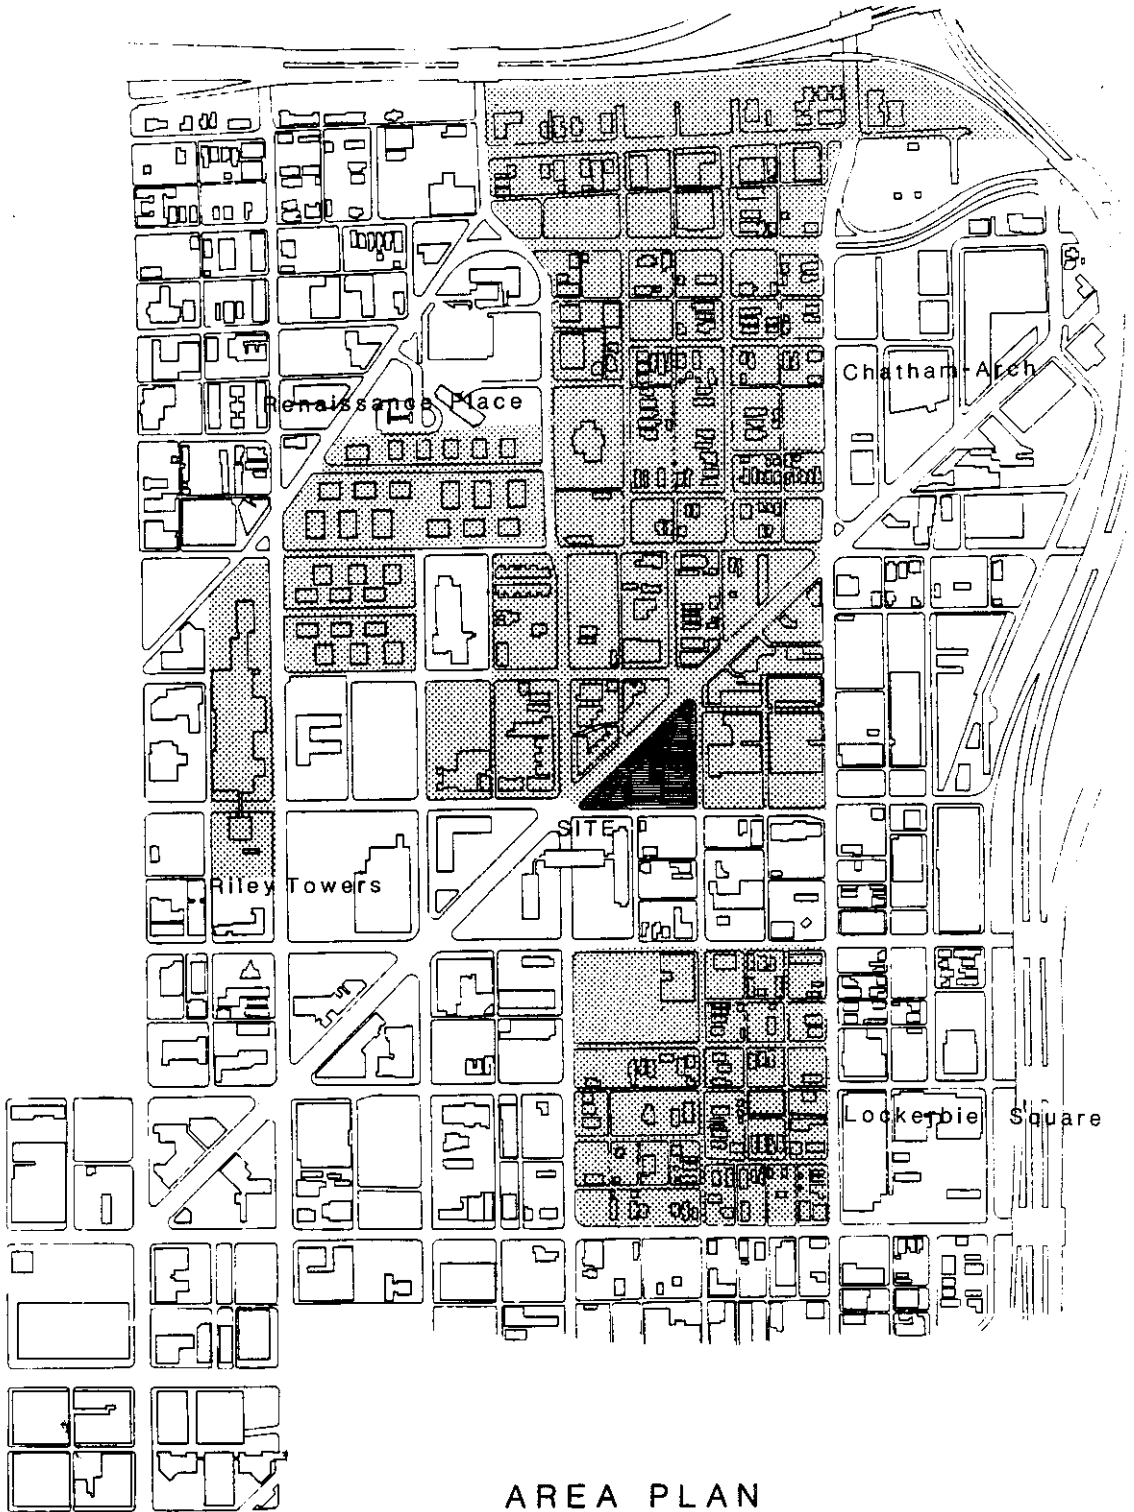 Chatham-Arch
Renaissance Place
SITE
Riley Towers
Lockerbie Square
AREA PLAN